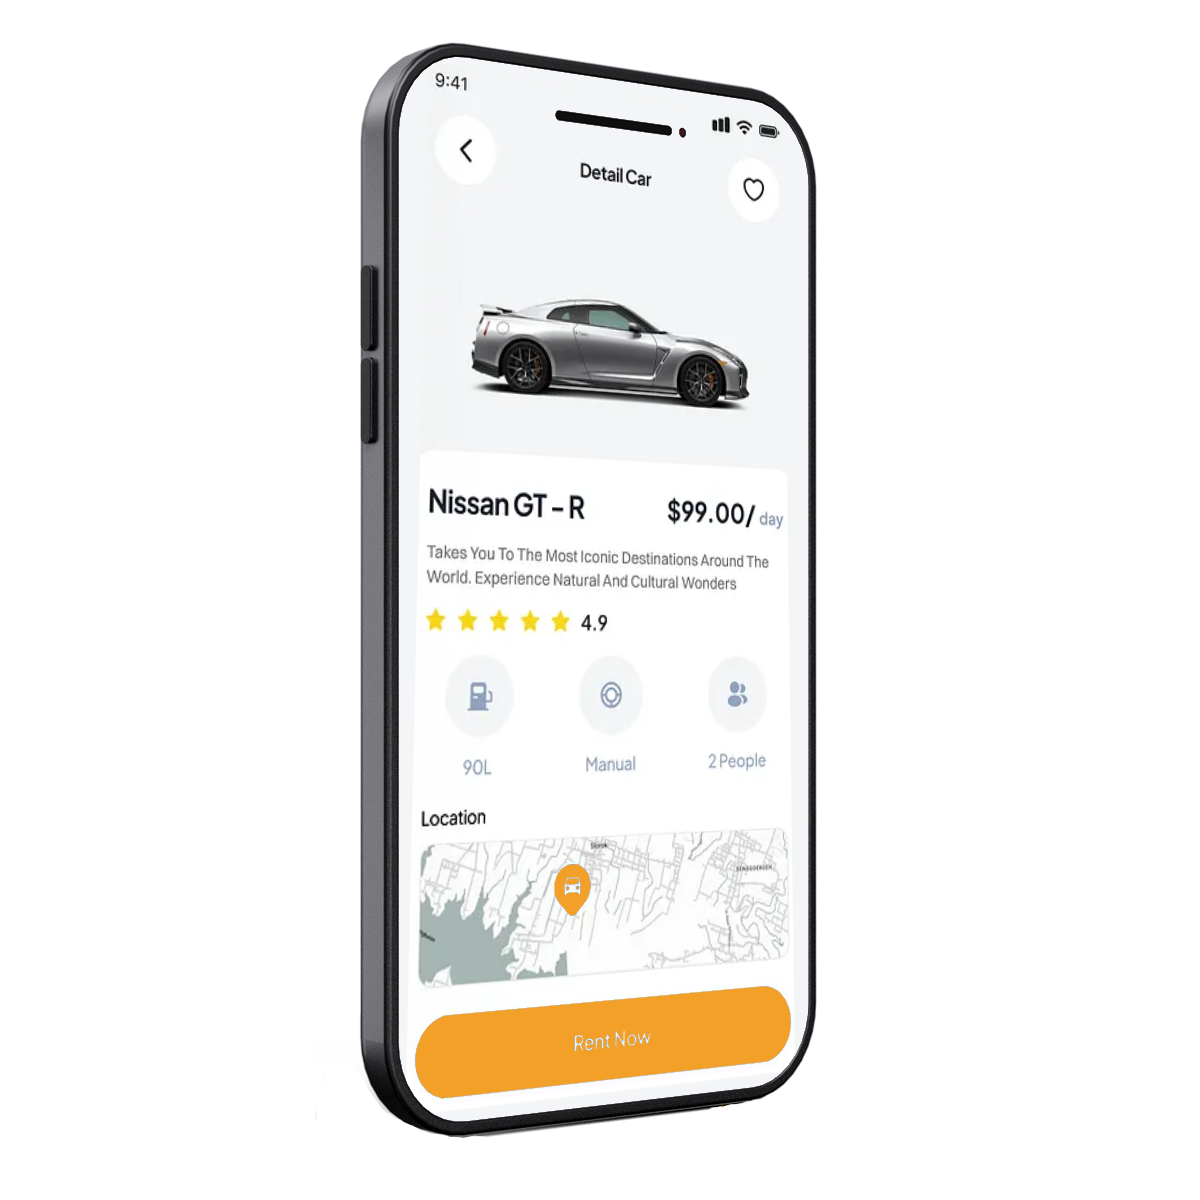 9:41
Detail Car
Nissan GT - R
$99.00/ day
Takes You To The Most Iconic Destinations Around The
World. Experience Natural And Cultural Wonders
4.9
90L
Manual
2 People
Location
Rent Now